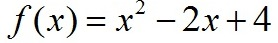 f(x) = x² − 2x + 4